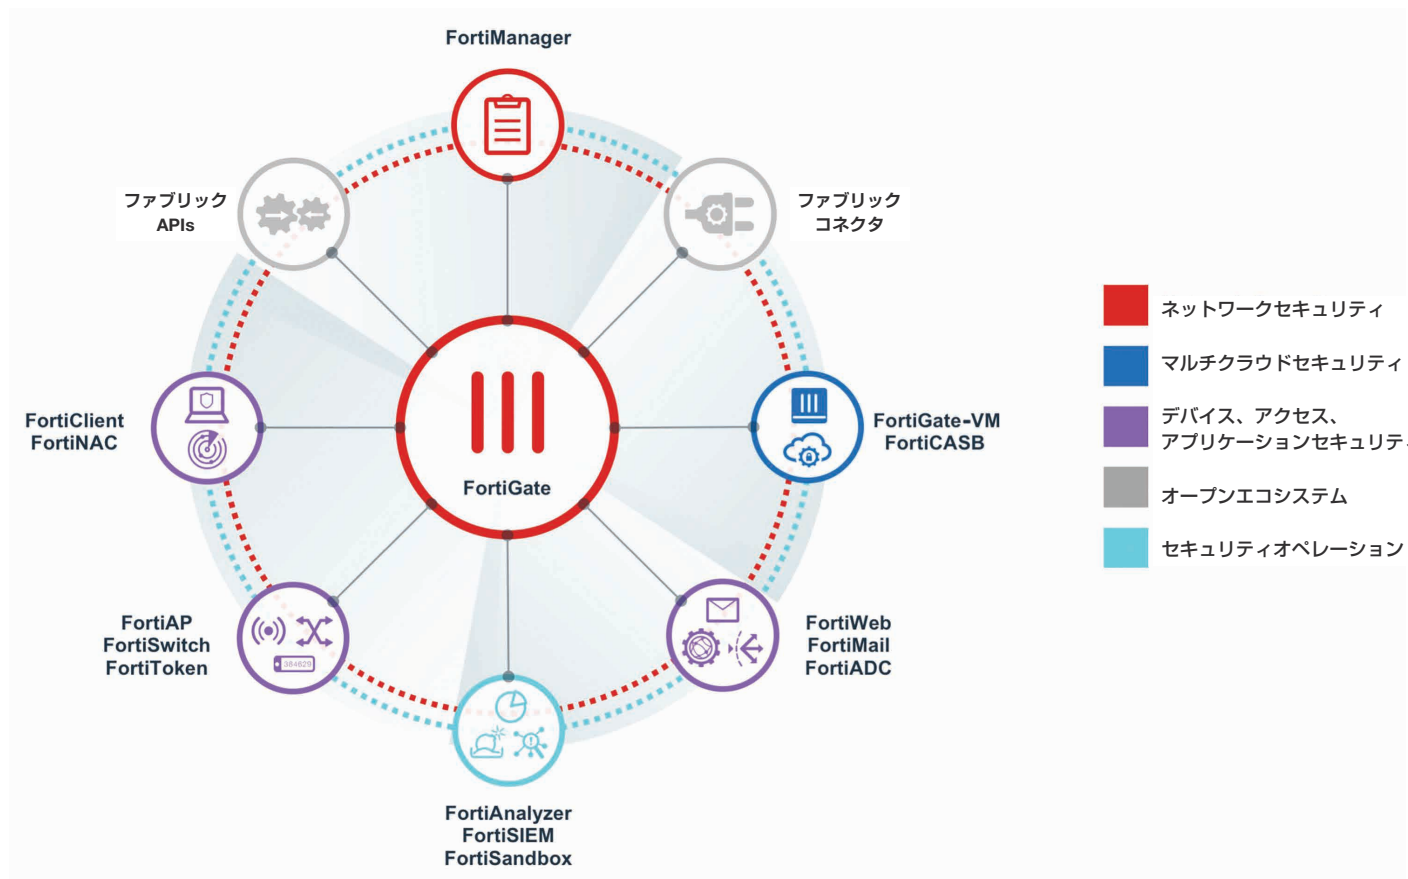 FortiManager
ファブリック
APIs
ファブリック
コネクタ
FortiClient
FortiNAC
FortiGate
FortiGate-VM
FortiCASB
FortiAP
FortiSwitch
FortiToken
384629
FortiWeb
FortiMail
FortiADC
FortiAnalyzer
FortiSIEM
FortiSandbox
ネットワークセキュリティ
マルチクラウドセキュリティ
デバイス、アクセス、
アプリケーションセキュリティ
オープンエコシステム
セキュリティオペレーション